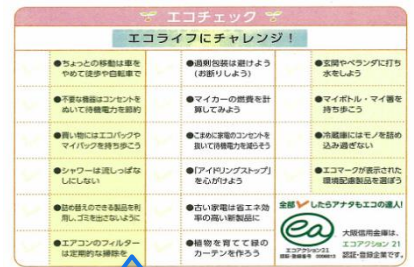 エコチェック
エコライフにチャレンジ！
●ちょっとの移動は車を
やめて徒歩や自転車で
●不要な機器はコンセントを
ぬいて待機電力を節約
●買い物にはエコバックや
マイバックを持ち歩こう
●シャワーは流しっぱな
しにしない
●詰め替えのできる製品を利
用し、ゴミを出さないように
●エアコンのフィルター
は定期的な掃除を
●過剰包装は避けよう
(お断りしよう)
●マイカーの燃費を計
算してみよう
●こまめに家電のコンセントを
抜いて待機電力を減らそう
●「アイドリングストップ」
を心がけよう
●古い家電は省エネ効
率の高い新製品に
●植物を育てて緑の
カーテンを作ろう
●玄関やベランダに打ち
水をしよう
●マイボトル・マイ箸を
持ち歩こう
●冷蔵庫にはモノを詰め
込み過ぎない
●エコマークが表示された
環境配慮製品を選ぼう
全部 したらアナタもエコの達人！
ea
エコアクション21
認証・登録番号 0006013
大阪信用金庫は、
エコアクション 21
認証・登録企業です。